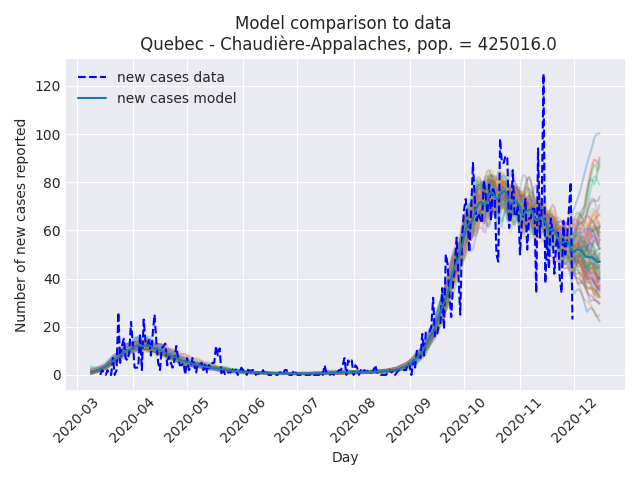 Model comparison to data
Quebec - Chaudière-Appalaches, pop. = 425016.0
new cases data
new cases model
Number of new cases reported
120
100
80
60
40
20
0
2020-03
2020-04
2020-05
2020-06
2020-07
2020-08
2020-09
2020-10
2020-11
2020-12
Day